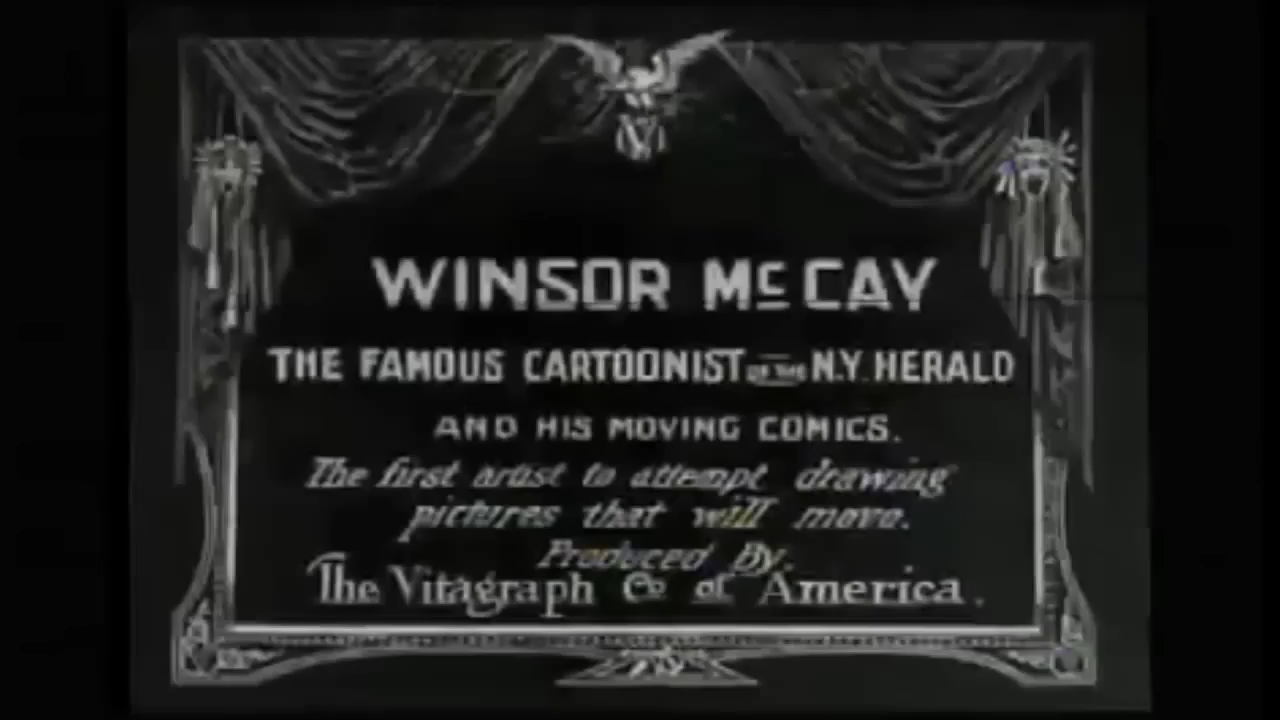 WINSOR McCAY
THE FAMOUS CARTOONIST OF THE N.Y. HERALD
AND HIS MOVING COMICS.
The first artist to attempt drawing
pictures that will move.
Produced By.
The Vitagraph Co of America.